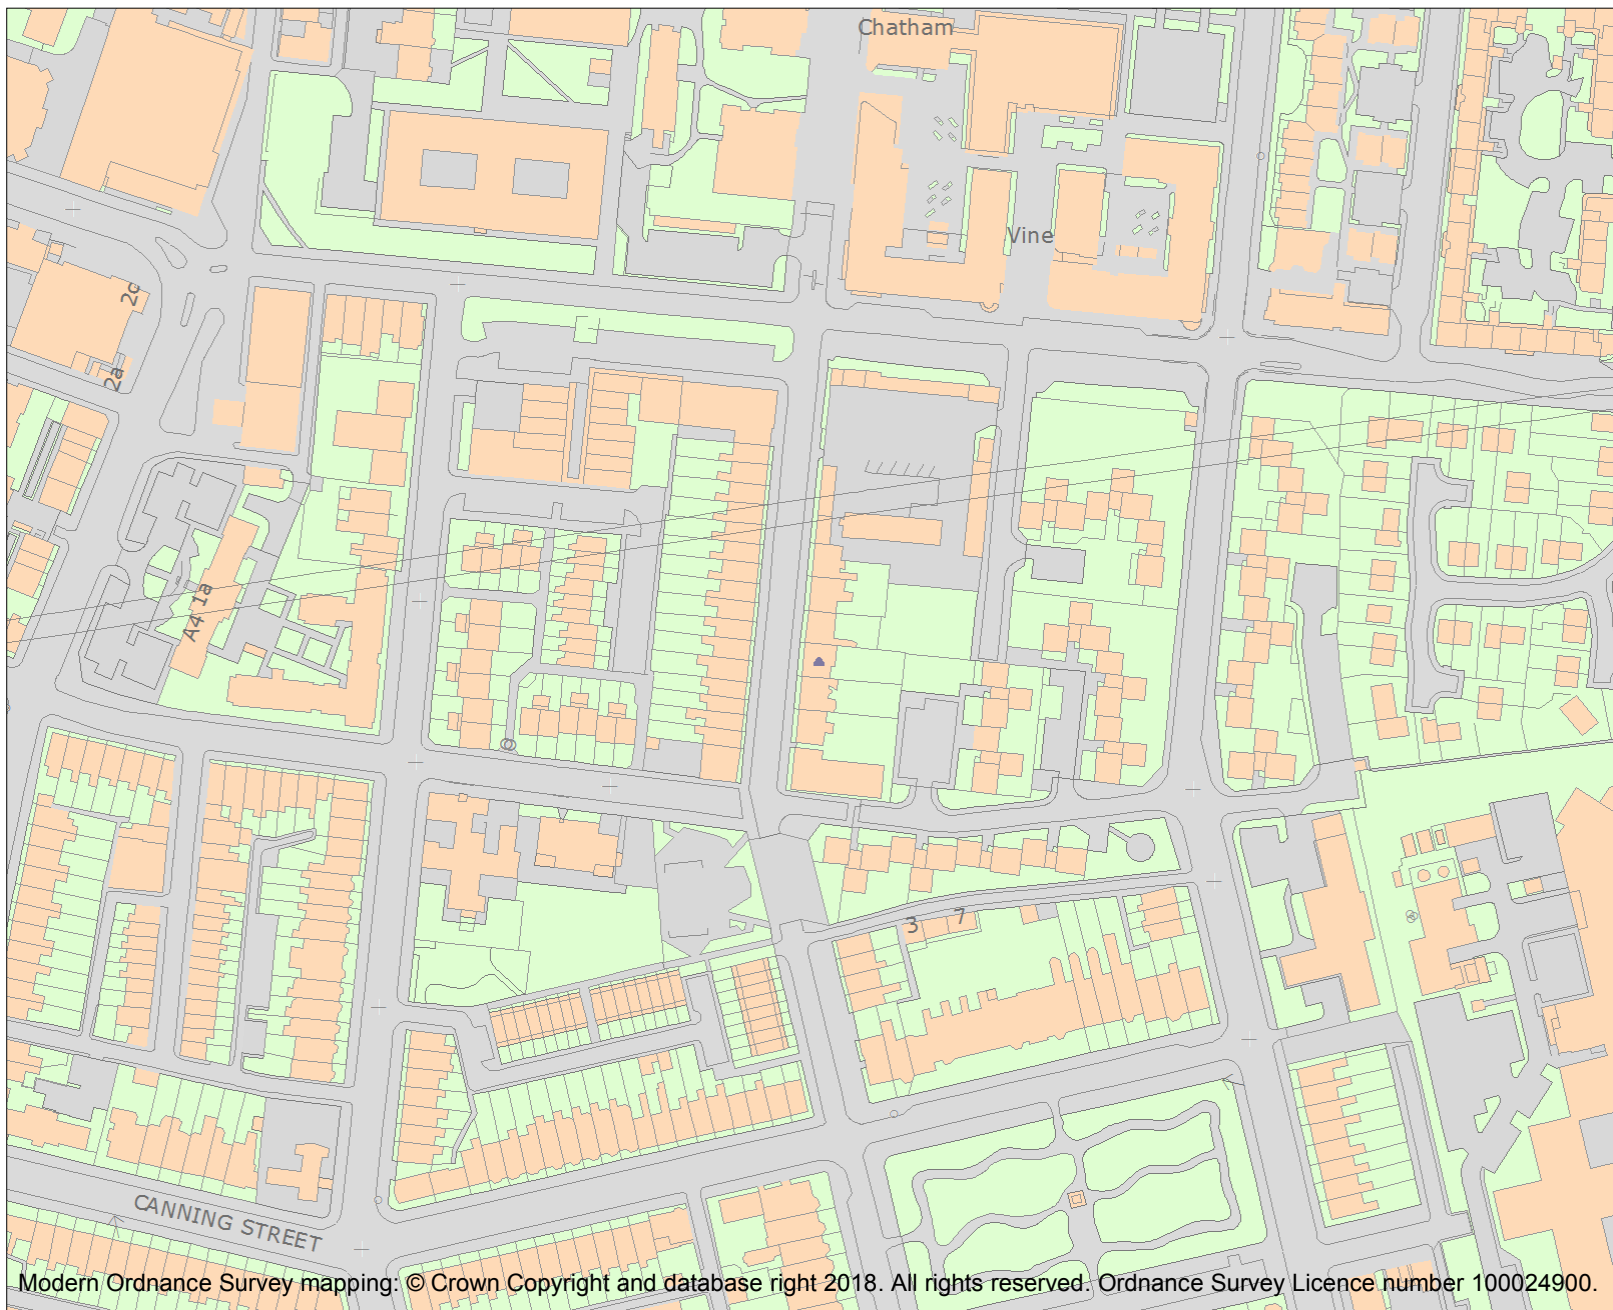 Chatham
Vine
2c
2a
A4 1a
3 7
CANNING STREET
Modern Ordnance Survey mapping: © Crown Copyright and database right 2018. All rights reserved. Ordnance Survey Licence number 100024900.